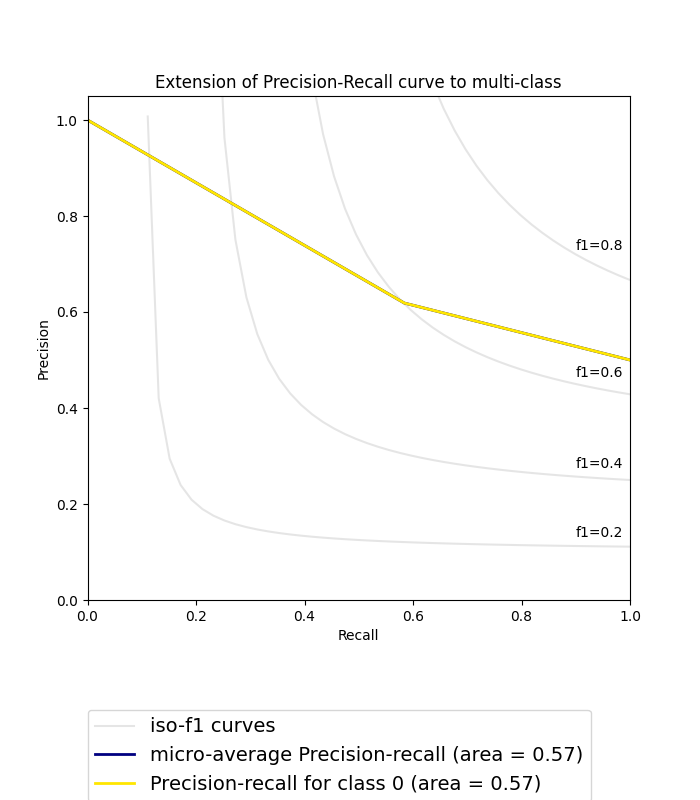 Extension of Precision-Recall curve to multi-class
Precision
1.0
0.8
0.6
0.4
0.2
0.0
f1=0.8
f1=0.6
f1=0.4
f1=0.2
0.0 0.2 0.4 0.6 0.8 1.0
Recall
iso-f1 curves
micro-average Precision-recall (area = 0.57)
Precision-recall for class 0 (area = 0.57)